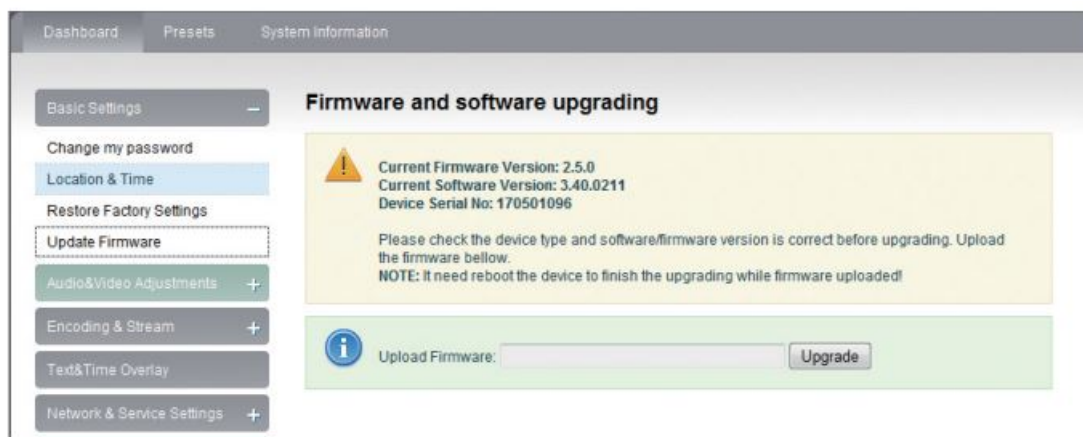 Dashboard Presets System Information
Basic Settings −
Change my password
Location & Time
Restore Factory Settings
Update Firmware
Audio&Video Adjustments +
Encoding & Stream +
Text&Time Overlay
Network & Service Settings +
Firmware and software upgrading
Current Firmware Version: 2.5.0
Current Software Version: 3.40.0211
Device Serial No: 170501096
Please check the device type and software/firmware version is correct before upgrading. Upload
the firmware bellow.
NOTE: It need reboot the device to finish the upgrading while firmware uploaded!
Upload Firmware: Upgrade